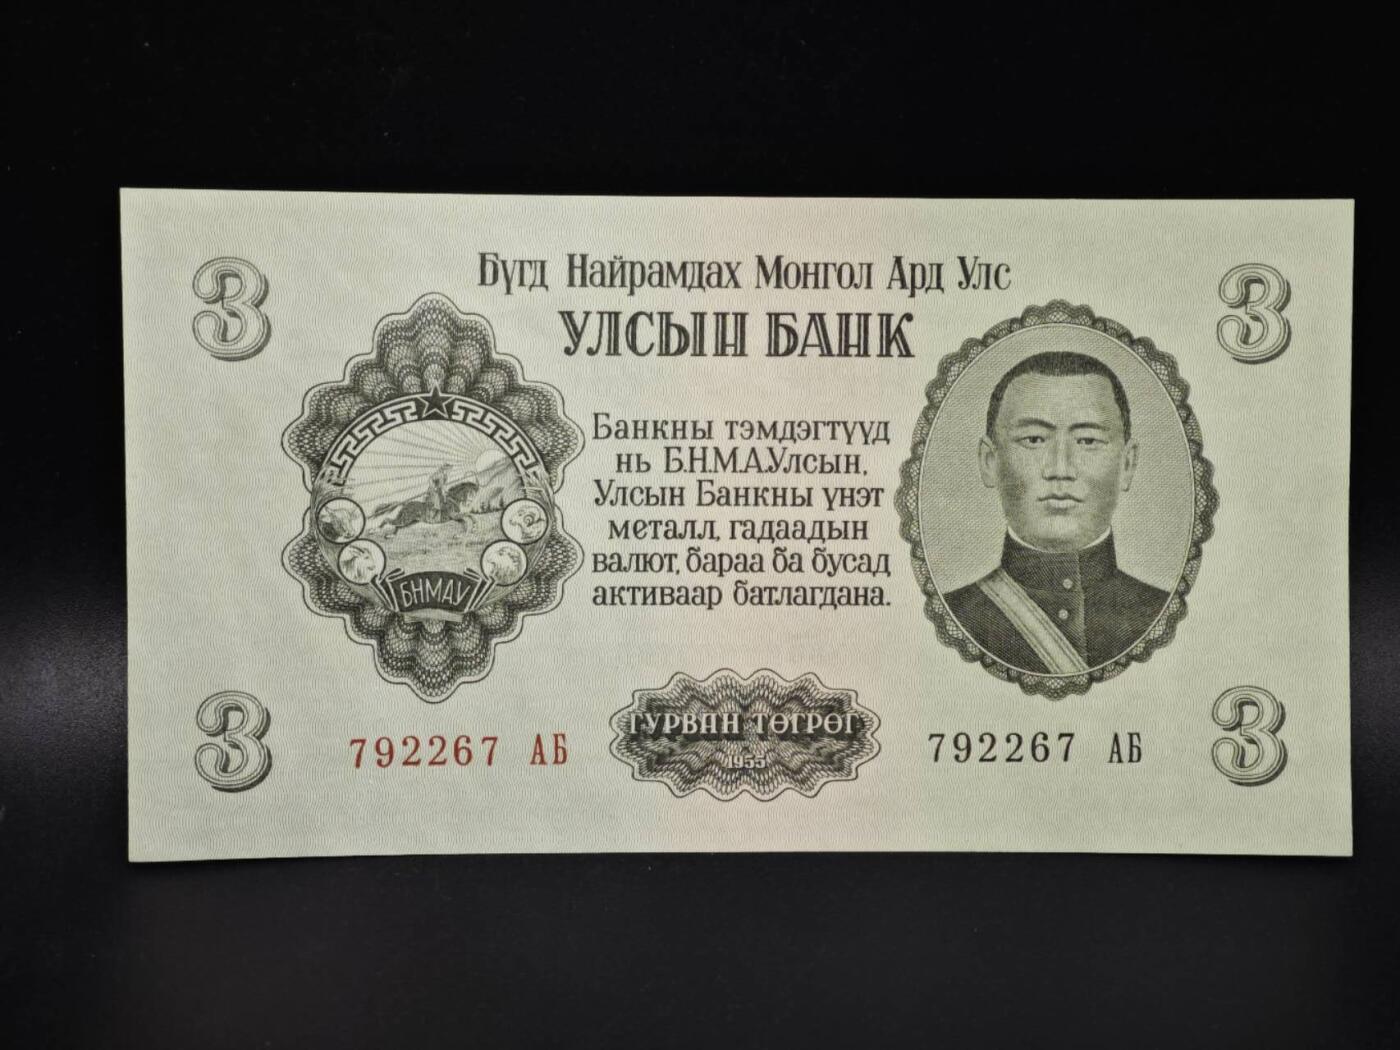 3
3
Бүгд Найрамдах Монгол Ард Улс
УЛСЫН БАНК
Банкны тэмдэгтүүд
нь Б.Н.М.А.Улсын,
Улсын Банкны үнэт
металл, гадаадын
валют, бараа ба бусад
активаар батлагдана.
БНМАУ
ГУРВАН ТӨГРӨГ
1955
792267 АБ
792267 АБ
3
3